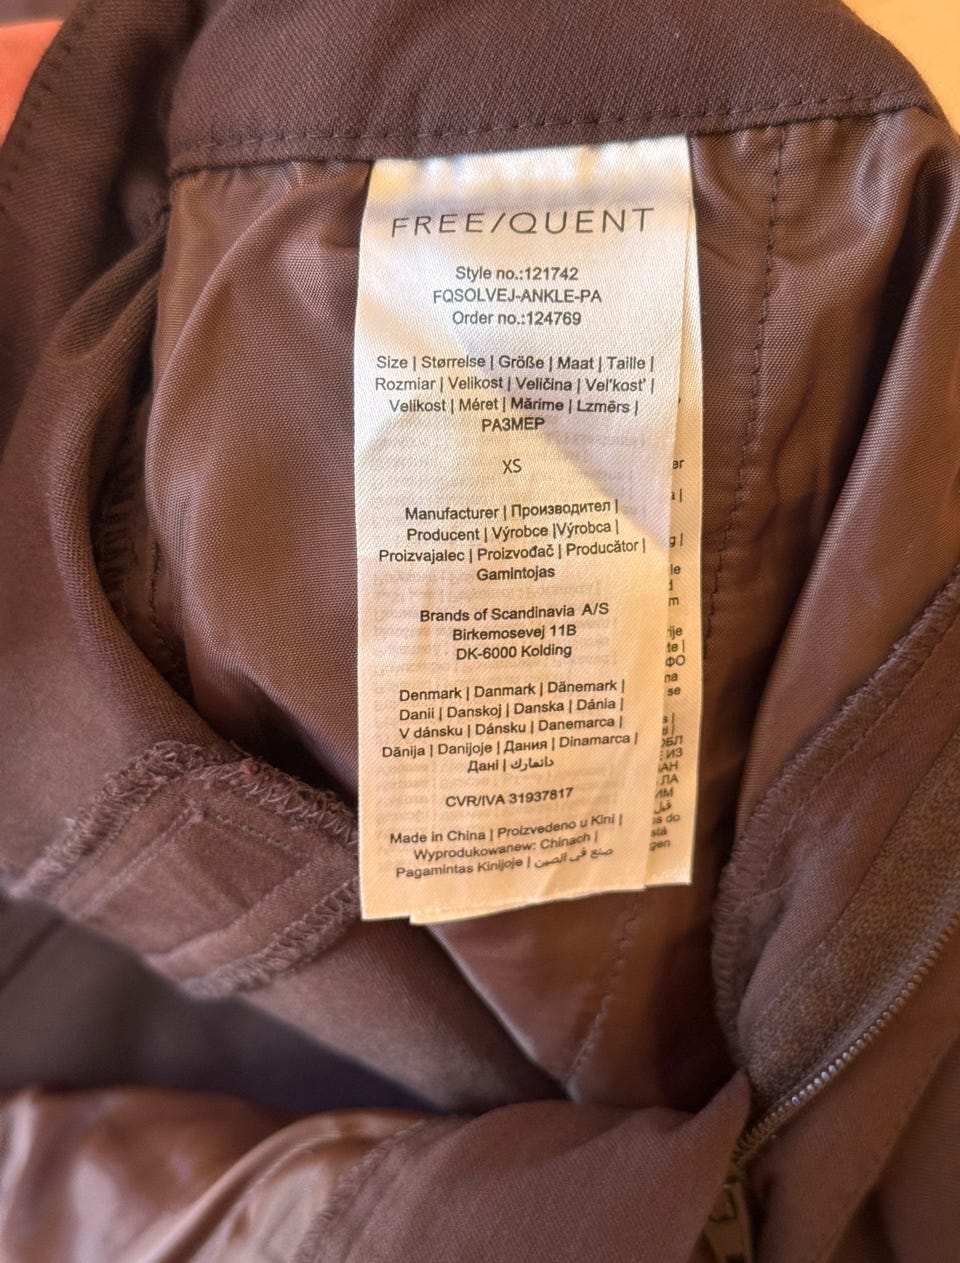 FREE/QUENT
Style no.:121742
FQSOLVEJ-ANKLE-PA
Order no.:124769
Size | Størrelse | Größe | Maat | Taille |
Rozmiar | Velikost | Veličina | Vel'kost' |
Velikost | Méret | Mărime | Lzmērs |
РАЗМЕР
XS
Manufacturer | Производител |
Producent | Výrobce |Výrobca |
Proizvajalec | Proizvođač | Producător |
Gamintojas
Brands of Scandinavia A/S
Birkemosevej 11B
DK-6000 Kolding
Denmark | Danmark | Dänemark |
Danii | Danskoj | Danska | Dánia |
V dánsku | Dánsku | Danemarca |
Dānija | Danijoje | Дания | Dinamarca |
Дані | دانمارك
CVR/IVA 31937817
Made in China | Proizvedeno u Kini |
Wyprodukowanew: Chinach |
Pagamintas Kinijoje | صنع في الصين